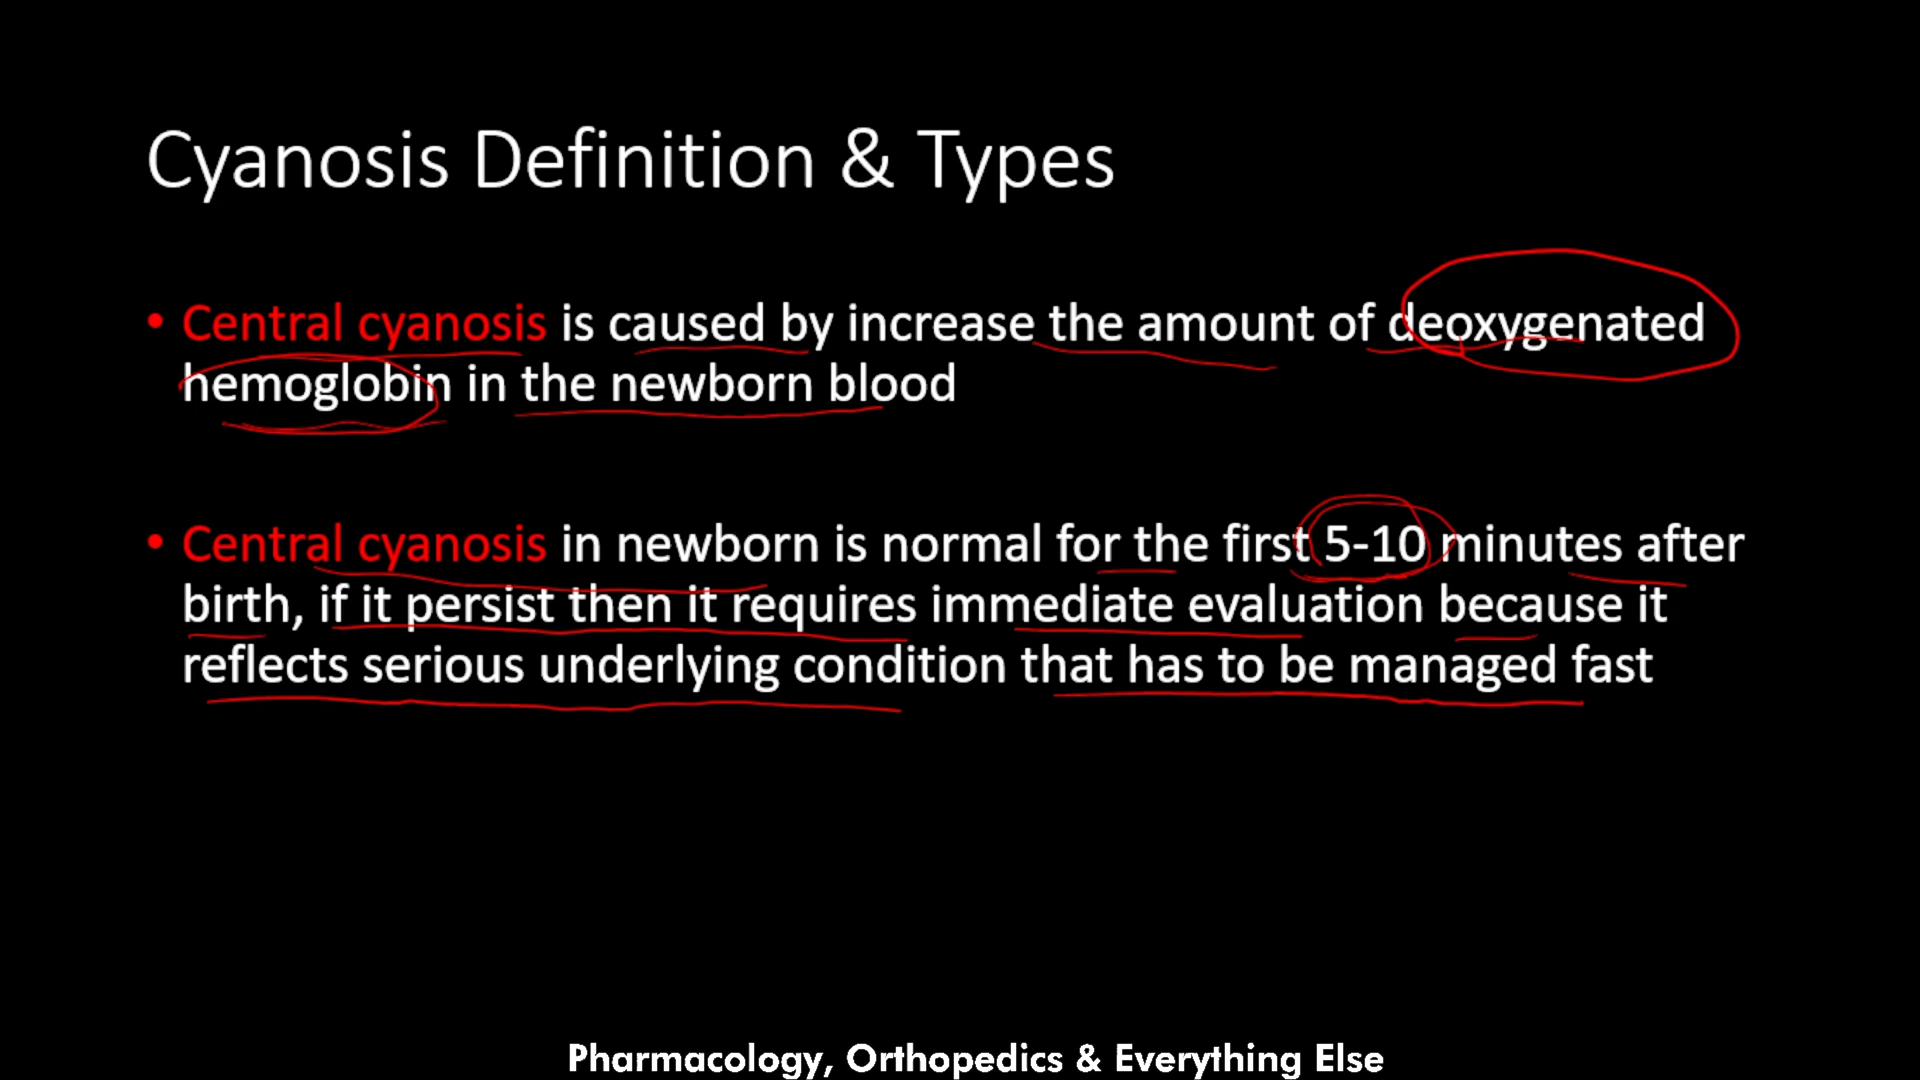 Cyanosis Definition & Types
• Central cyanosis is caused by increase the amount of deoxygenated
hemoglobin in the newborn blood
• Central cyanosis in newborn is normal for the first 5-10 minutes after
birth, if it persist then it requires immediate evaluation because it
reflects serious underlying condition that has to be managed fast
Pharmacology, Orthopedics & Everything Else